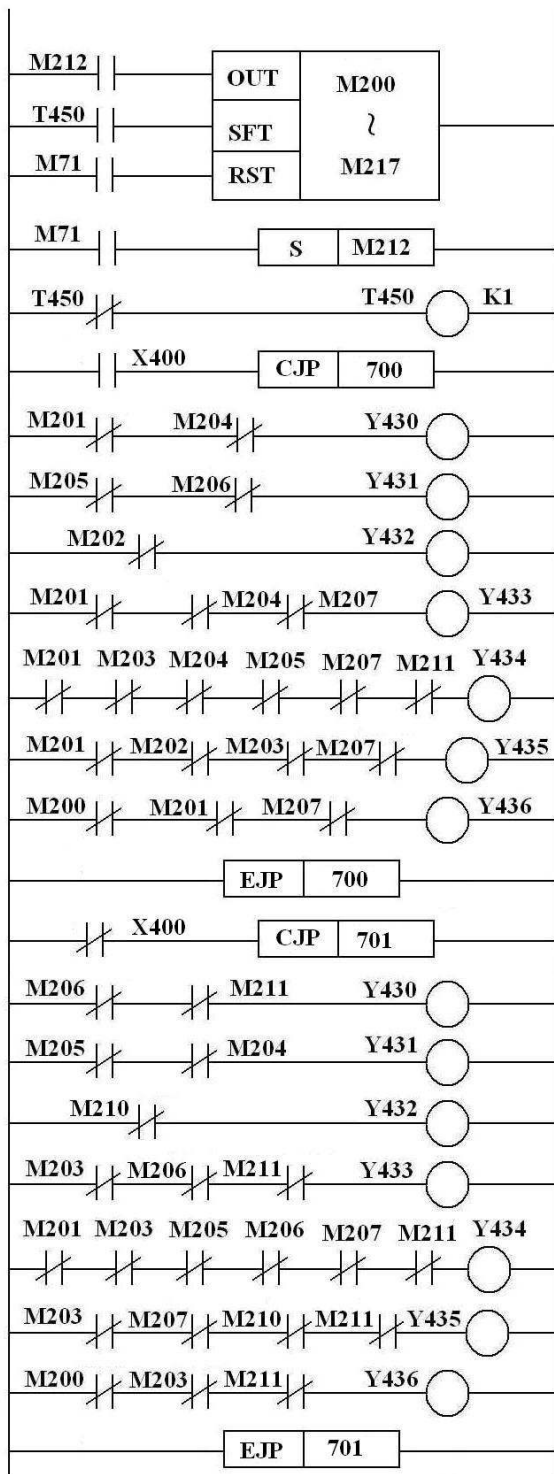 M212 OUT M200
T450 SFT ~
M71 RST M217
M71 S M212
T450 T450 K1
X400 CJP 700
M201 M204 Y430
M205 M206 Y431
M202 Y432
M201 M204 M207 Y433
M201 M203 M204 M205 M207 M211 Y434
M201 M202 M203 M207 Y435
M200 M201 M207 Y436
EJP 700
X400 CJP 701
M206 M211 Y430
M205 M204 Y431
M210 Y432
M203 M206 M211 Y433
M201 M203 M205 M206 M207 M211 Y434
M203 M207 M210 M211 Y435
M200 M203 M211 Y436
EJP 701